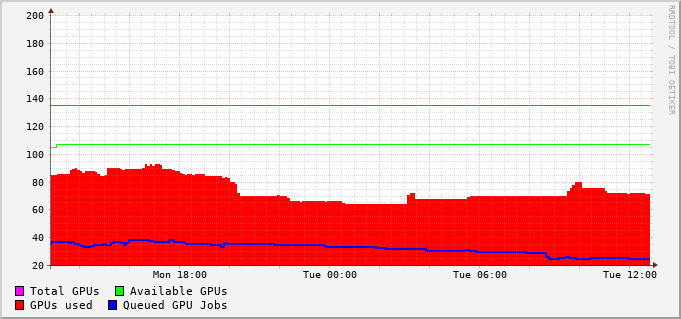 200
180
160
140
120
100
80
60
40
20
Mon 18:00 Tue 00:00 Tue 06:00 Tue 12:00
Total GPUs Available GPUs
GPUs used Queued GPU Jobs
RRDTOOL / TOBI OETIKER